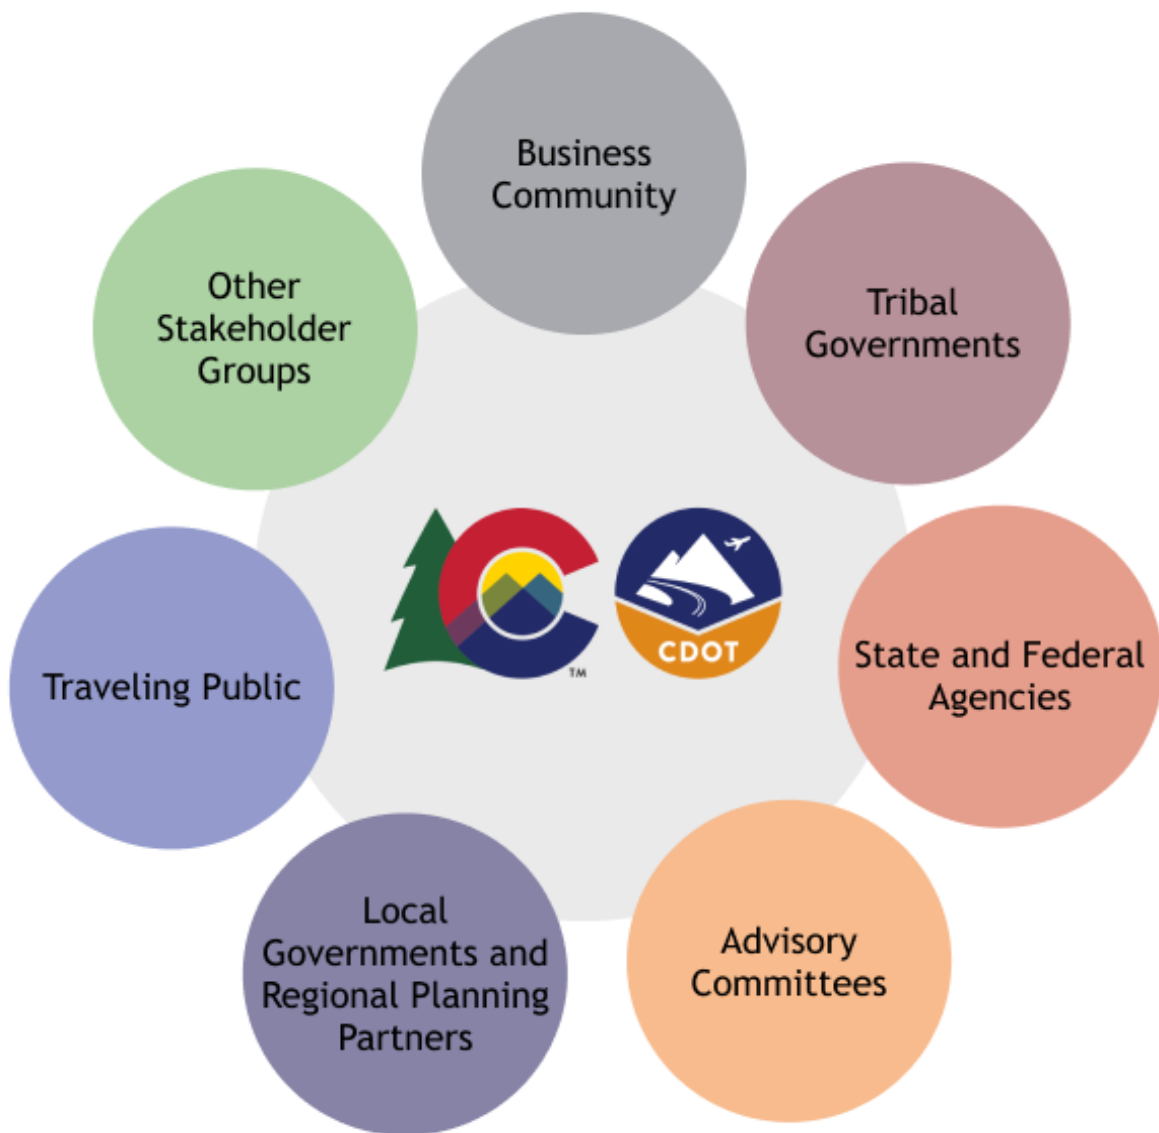 Business
Community
Tribal
Governments
State and Federal
Agencies
Advisory
Committees
Local
Governments and
Regional Planning
Partners
Traveling Public
Other
Stakeholder
Groups
TM
CDOT